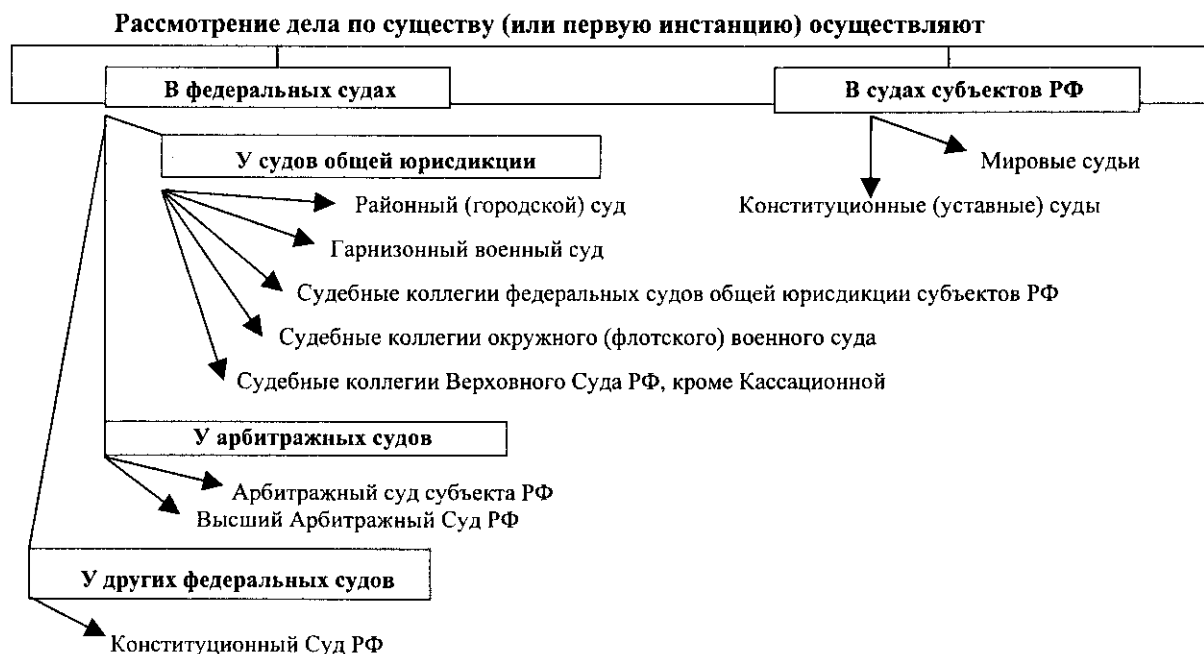 Рассмотрение дела по существу (или первую инстанцию) осуществляют
В федеральных судах
В судах субъектов РФ
У судов общей юрисдикции
Мировые судьи
Районный (городской) суд
Конституционные (уставные) суды
Гарнизонный военный суд
Судебные коллегии федеральных судов общей юрисдикции субъектов РФ
Судебные коллегии окружного (флотского) военного суда
Судебные коллегии Верховного Суда РФ, кроме Кассационной
У арбитражных судов
Арбитражный суд субъекта РФ
Высший Арбитражный Суд РФ
У других федеральных судов
Конституционный Суд РФ